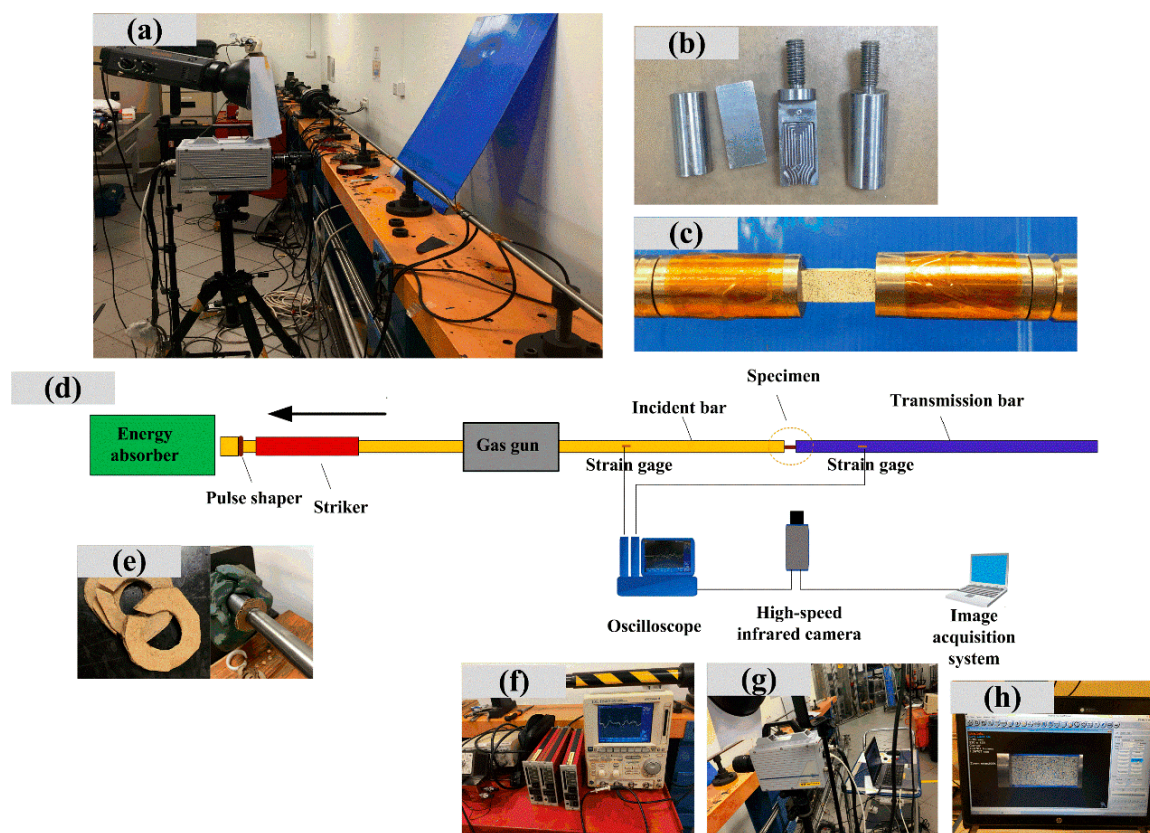 (a)
(b)
(c)
(d)
Specimen
Incident bar
Transmission bar
Energy
absorber
Gas gun
Strain gage
Strain gage
Pulse shaper
Striker
(e)
Oscilloscope
High-speed
infrared camera
Image
acquisition
system
(f)
(g)
(h)